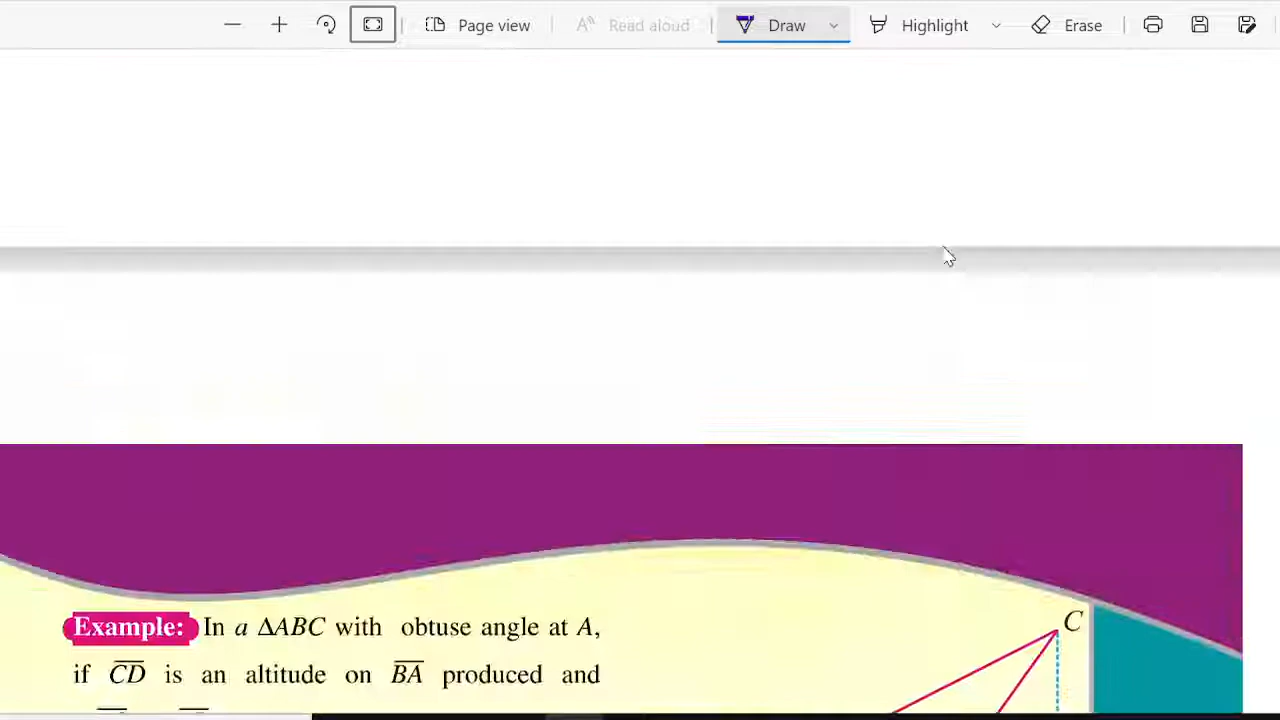 Page view
Read aloud
Draw
Highlight
Erase
Example: In a ΔABC with obtuse angle at A,
if CD is an altitude on BA produced and
C